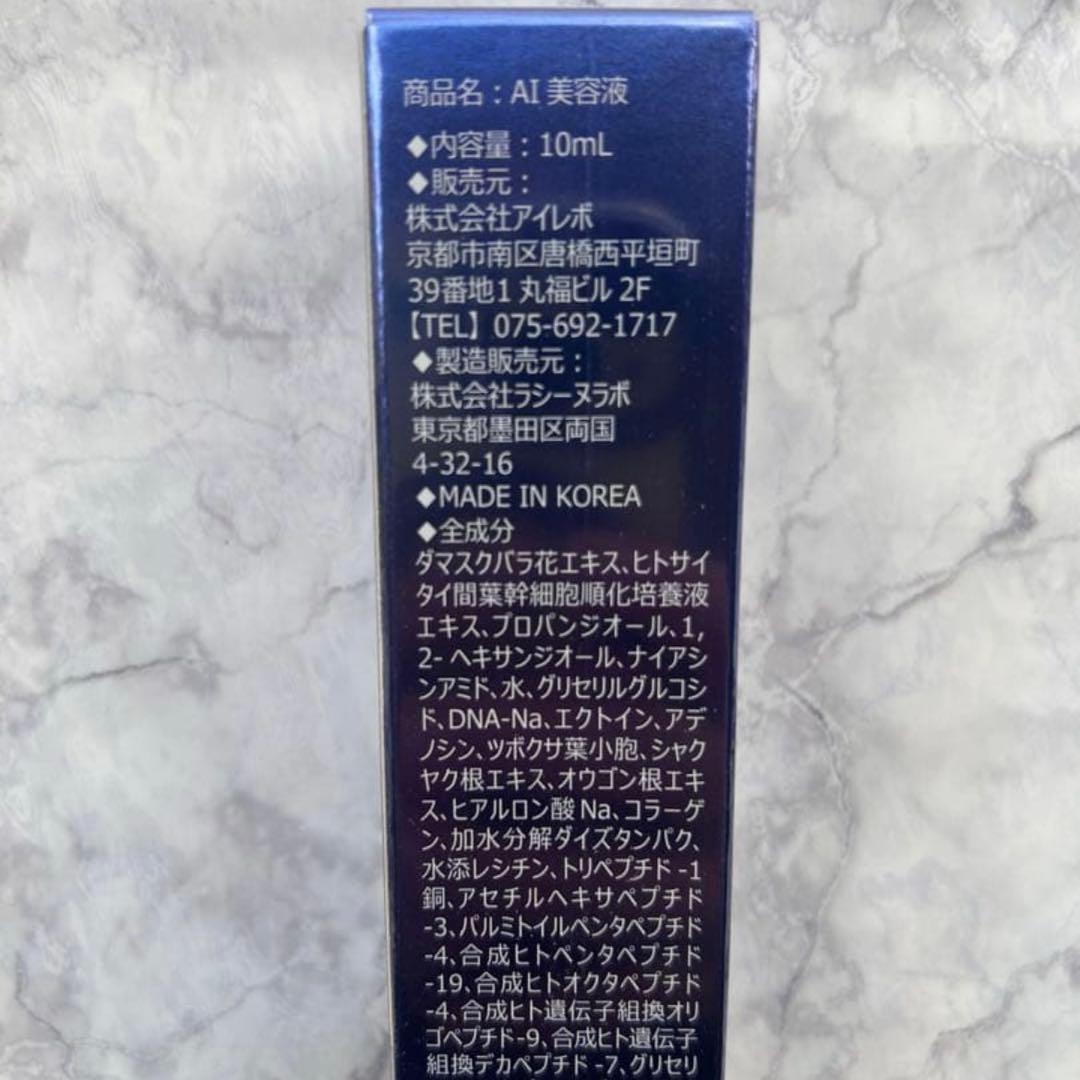 商品名：AI 美容液
◆内容量：10mL
◆販売元：
株式会社アイレボ
京都市南区唐橋西平垣町
39番地1 丸福ビル 2F
【TEL】075-692-1717
◆製造販売元：
株式会社ラシーヌラボ
東京都墨田区両国
4-32-16
◆MADE IN KOREA
◆全成分
ダマスクバラ花エキス、ヒトサイ
タイ間葉幹細胞順化培養液
エキス、プロパンジオール、1,
2- ヘキサンジオール、ナイアシ
ンアミド、水、グリセリルグルコシ
ド、DNA-Na、エクトイン、アデ
ノシン、ツボクサ葉小胞、シャク
ヤク根エキス、オウゴン根エキ
ス、ヒアルロン酸Na、コラーゲ
ン、加水分解ダイズタンパク、
水添レシチン、トリペプチド -1
銅、アセチルヘキサペプチド
-3、パルミトイルペンタペプチド
-4、合成ヒトペンタペプチド
-19、合成ヒトオクタペプチド
-4、合成ヒト遺伝子組換オリ
ゴペプチド-9、合成ヒト遺伝子
組換デカペプチド -7、グリセリ